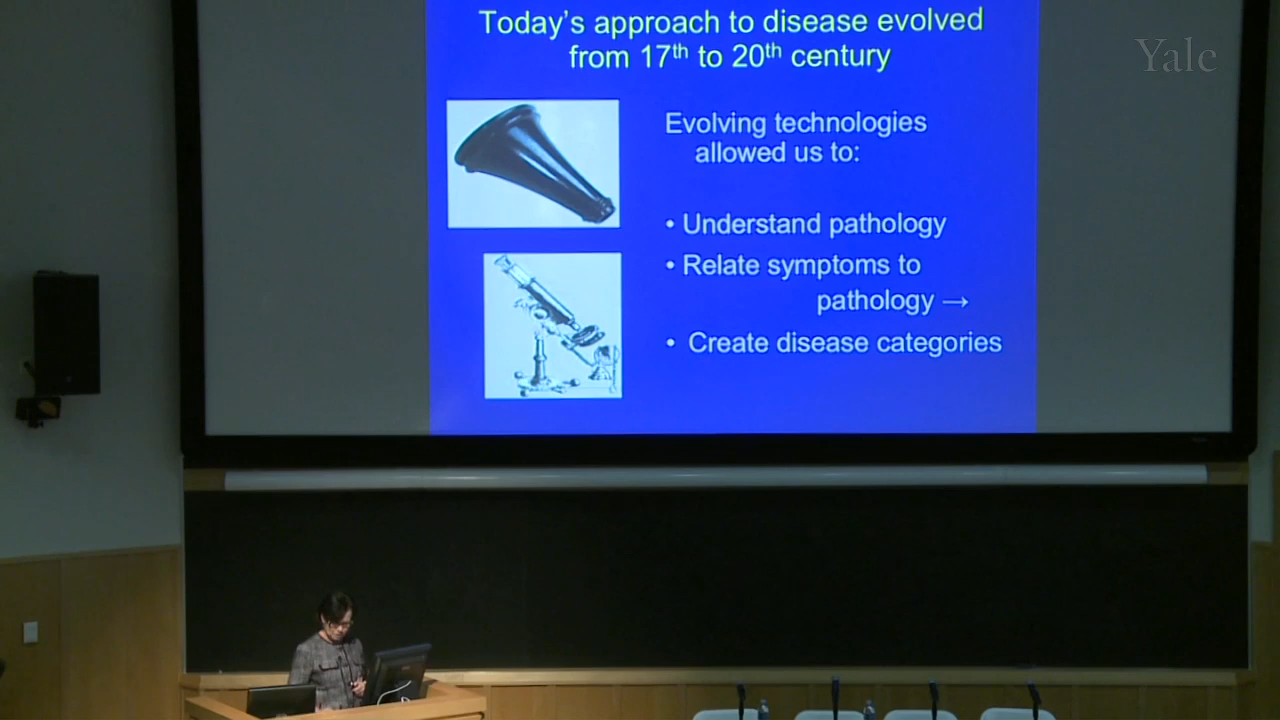 Today's approach to disease evolved
from 17th to 20th century
Yale
Evolving technologies
allowed us to:
• Understand pathology
• Relate symptoms to
pathology →
• Create disease categories